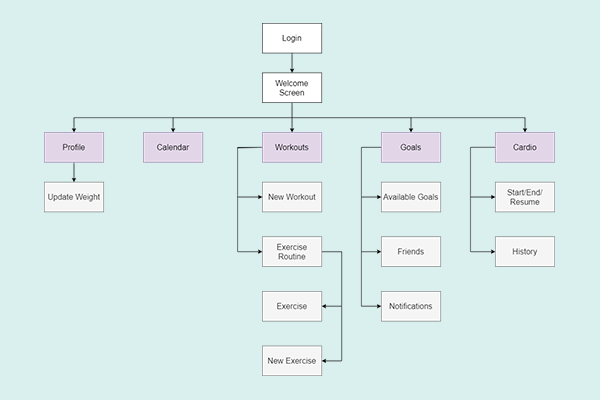 Login
Welcome
Screen
Profile
Calendar
Workouts
Goals
Cardio
Update Weight
New Workout
Available Goals
Start/End/
Resume
Exercise
Routine
Friends
History
Exercise
Notifications
New Exercise